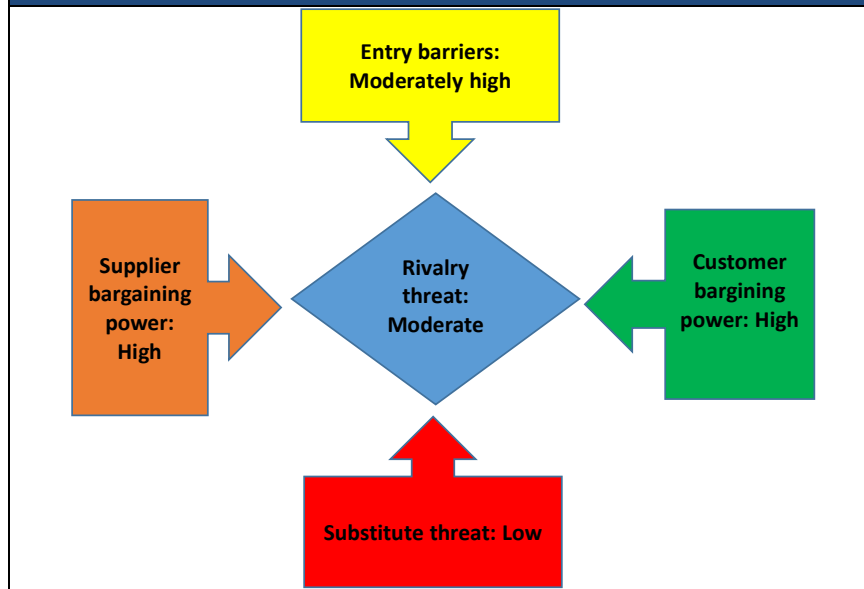 Entry barriers:
Moderately high
Supplier
bargaining
power:
High
Rivalry
threat:
Moderate
Customer
bargining
power: High
Substitute threat: Low